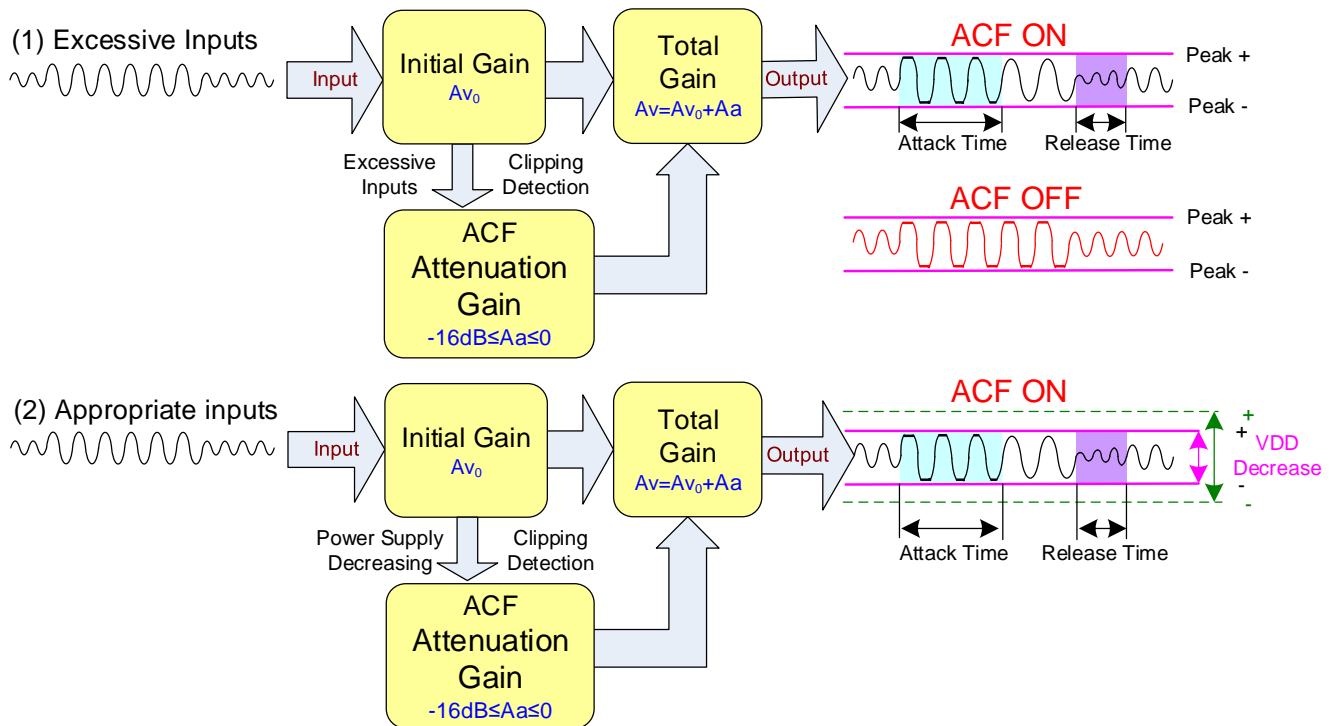 (1) Excessive Inputs
Input
Initial Gain
Av0
Excessive
Inputs
Clipping
Detection
ACF
Attenuation
Gain
-16dB≤Aa≤0
Total
Gain
Av=Av0+Aa
Output
ACF ON
Peak +
Peak -
Attack Time
Release Time
ACF OFF
Peak +
Peak -
(2) Appropriate inputs
Input
Initial Gain
Av0
Power Supply
Decreasing
Clipping
Detection
ACF
Attenuation
Gain
-16dB≤Aa≤0
Total
Gain
Av=Av0+Aa
Output
ACF ON
+
+
VDD
Decrease
-
-
Attack Time
Release Time